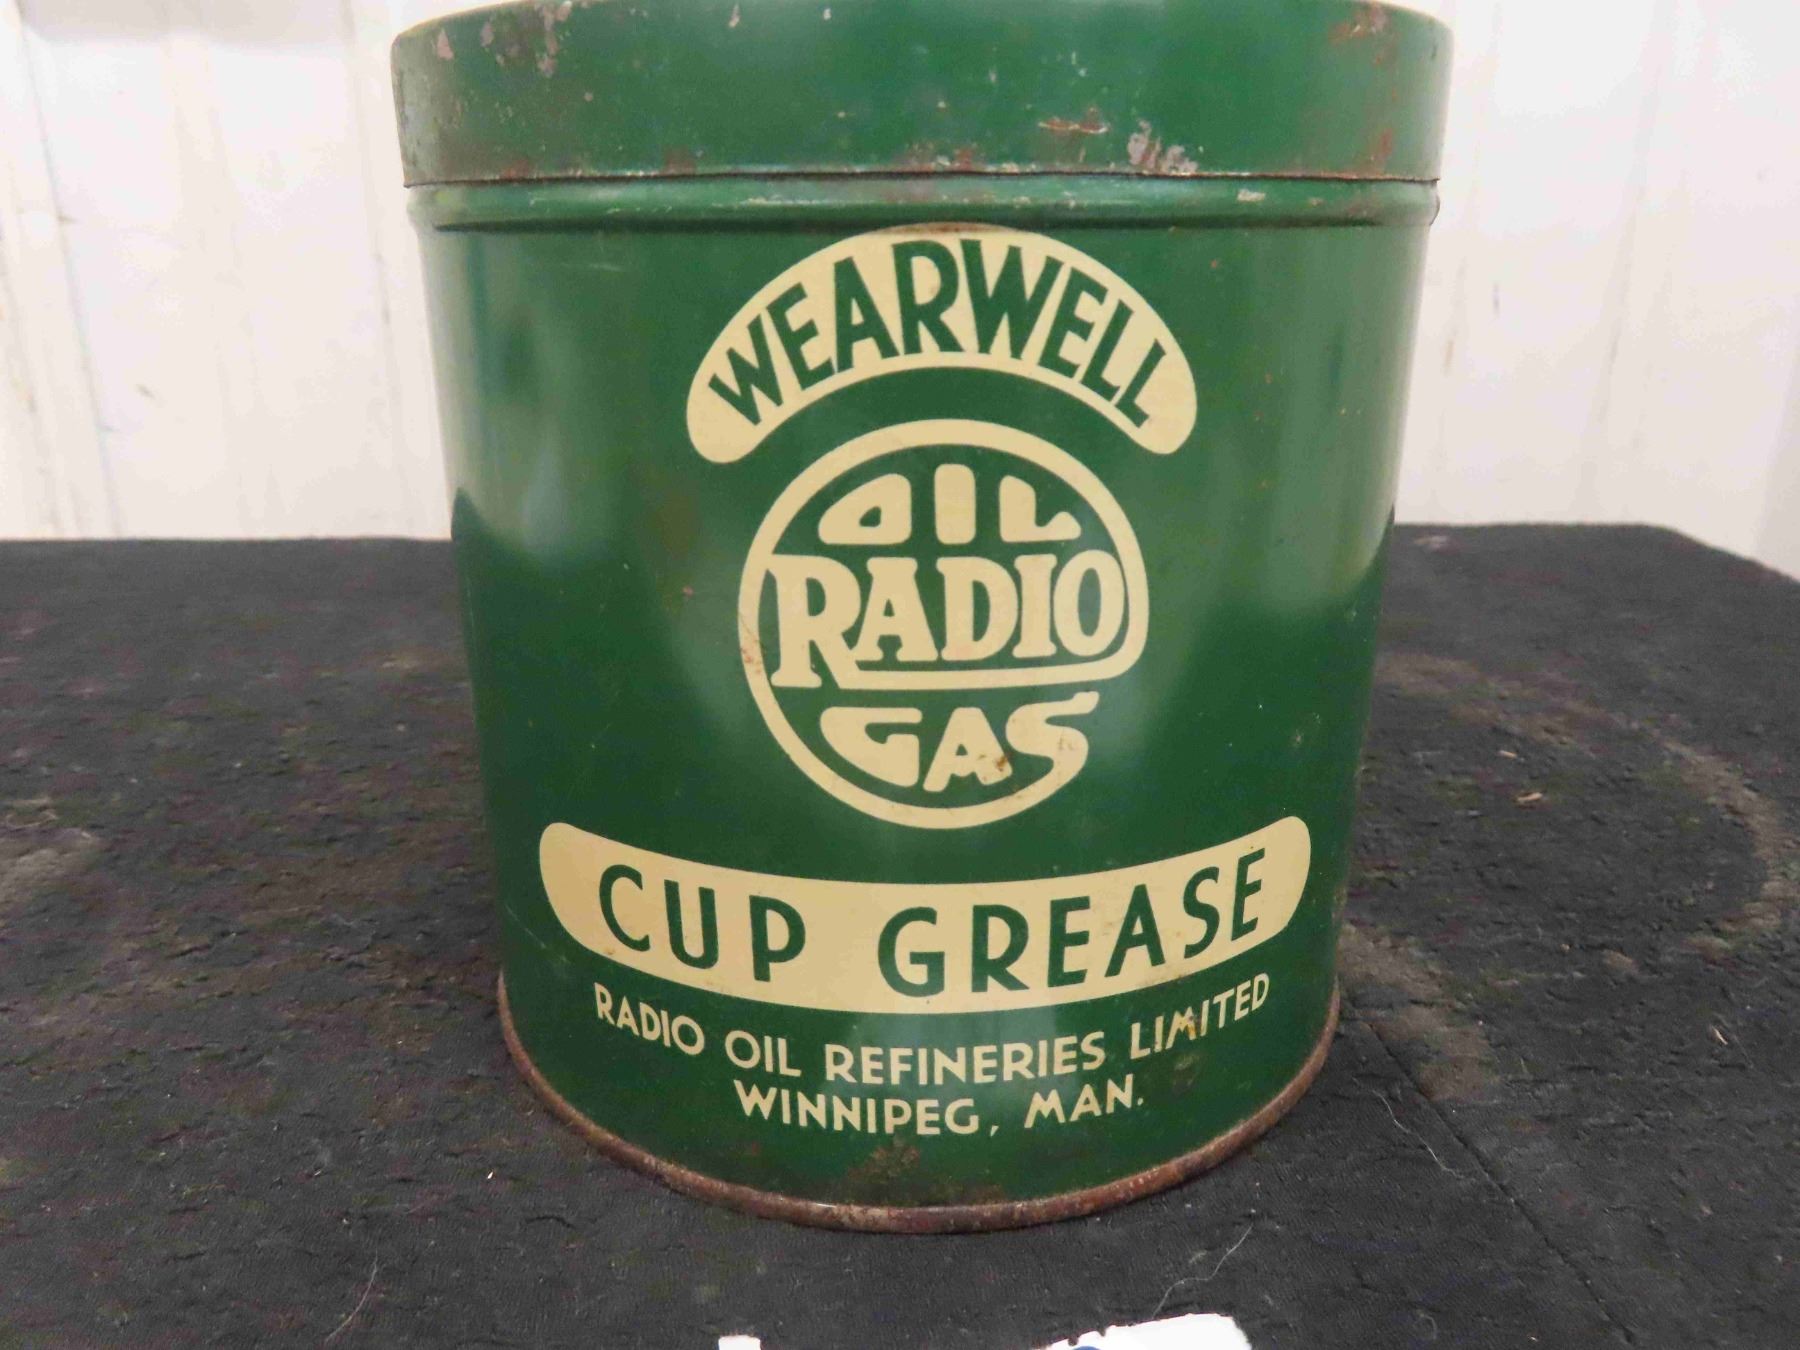 WEARWELL
OIL
RADIO
GAS
CUP GREASE
RADIO OIL REFINERIES LIMITED
WINNIPEG, MAN.